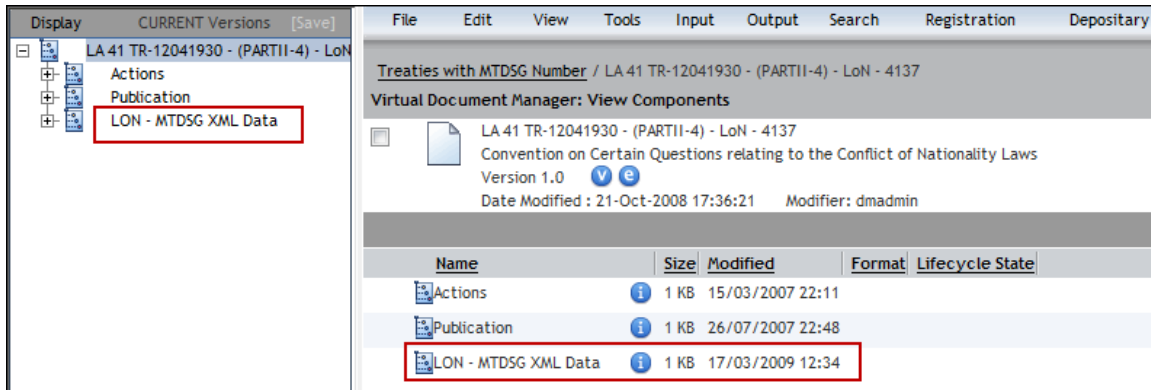 Display CURRENT Versions [Save]
LA 41 TR-12041930 - (PARTII-4) - LoN
Actions
Publication
LON - MTDSG XML Data
File Edit View Tools Input Output Search Registration Depositary
Treaties with MTDSG Number / LA 41 TR-12041930 - (PARTII-4) - LoN - 4137
Virtual Document Manager: View Components
LA 41 TR-12041930 - (PARTII-4) - LoN - 4137
Convention on Certain Questions relating to the Conflict of Nationality Laws
Version 1.0 V e
Date Modified : 21-Oct-2008 17:36:21 Modifier: dmadmin
Name Size Modified Format Lifecycle State
Actions i 1 KB 15/03/2007 22:11
Publication i 1 KB 26/07/2007 22:48
LON - MTDSG XML Data i 1 KB 17/03/2009 12:34